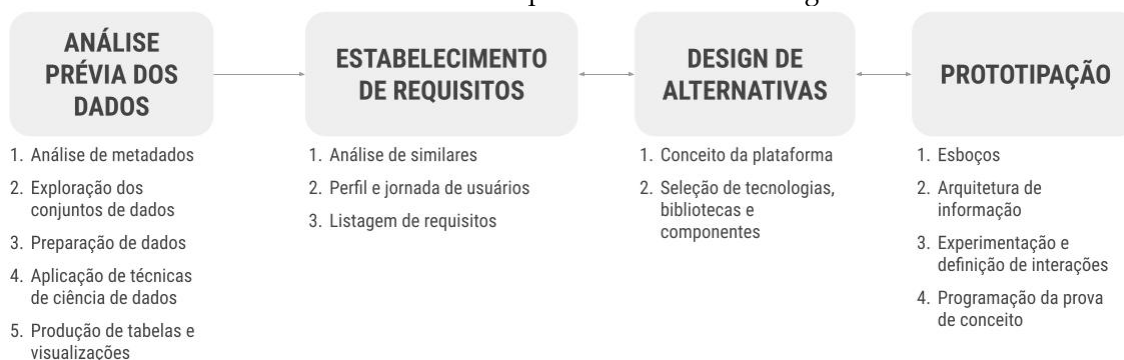 ANÁLISE
PRÉVIA DOS
DADOS
1. Análise de metadados
2. Exploração dos
conjuntos de dados
3. Preparação de dados
4. Aplicação de técnicas
de ciência de dados
5. Produção de tabelas e
visualizações
ESTABELECIMENTO
DE REQUISITOS
1. Análise de similares
2. Perfil e jornada de usuários
3. Listagem de requisitos
DESIGN DE
ALTERNATIVAS
1. Conceito da plataforma
2. Seleção de tecnologias,
bibliotecas e
componentes
PROTOTIPAÇÃO
1. Esboços
2. Arquitetura de
informação
3. Experimentação e
definição de interações
4. Programação da prova
de conceito